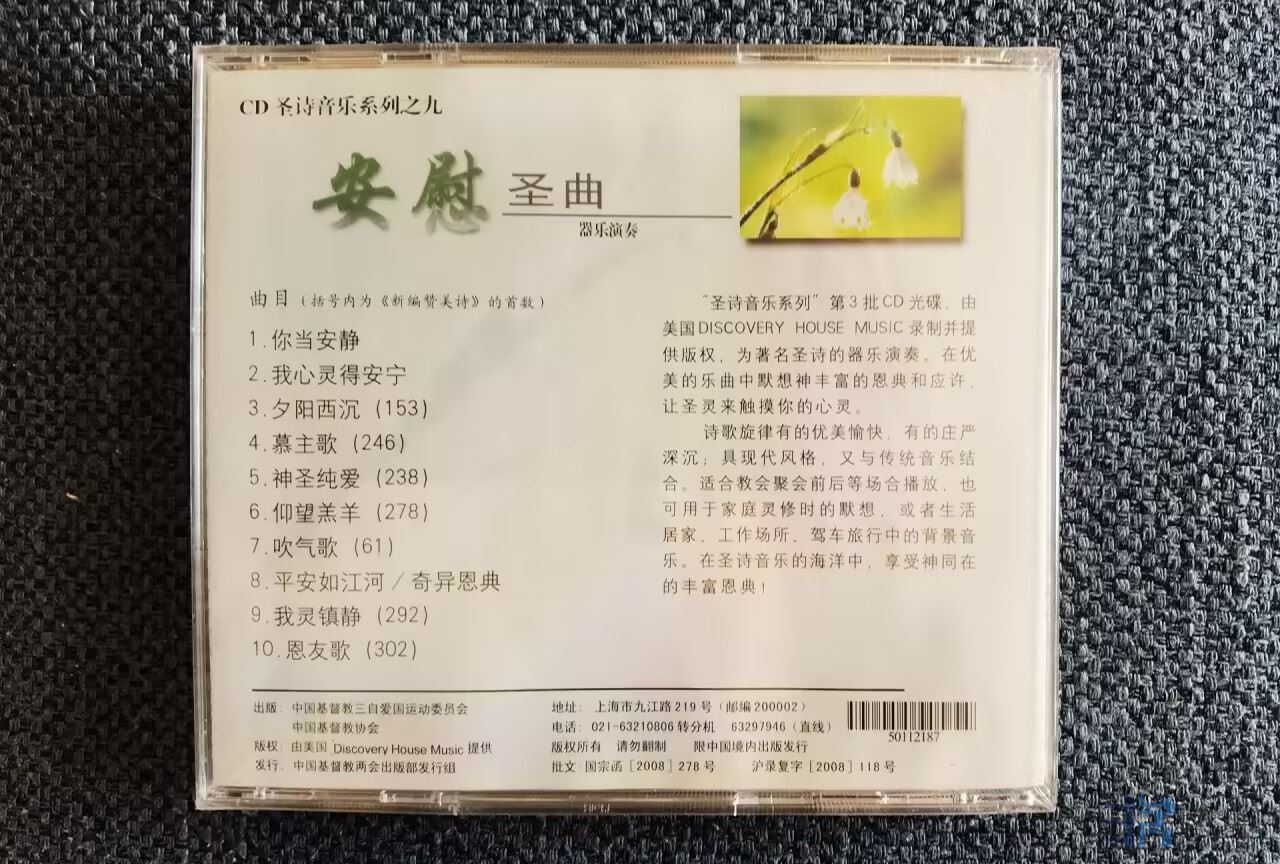 CD 圣诗音乐系列之九
安慰 圣曲
器乐演奏
曲目(括号内为《新编赞美诗》的首数)
1.你当安静
2.我心灵得安宁
3.夕阳西沉 (153)
4.慕主歌 (246)
5.神圣纯爱 (238)
6.仰望羔羊 (278)
7.吹气歌 (61)
8.平安如江河/奇异恩典
9.我灵镇静 (292)
10.恩友歌 (302)
“圣诗音乐系列”第3批CD光碟,由
美国DISCOVERY HOUSE MUSIC录制并提
供版权,为著名圣诗的器乐演奏。在优
美的乐曲中默想神丰富的恩典和应许,
让圣灵来触摸你的心灵。
诗歌旋律有的优美愉快,有的庄严
深沉;具现代风格,又与传统音乐结
合。适合教会聚会前后等场合播放,也
可用于家庭灵修时的默想,或者生活
居家、工作场所、驾车旅行中的背景音
乐。在圣诗音乐的海洋中,享受神同在
的丰富恩典!
出版:中国基督教三自爱国运动委员会
中国基督教协会
版权:由美国 Discovery House Music 提供
发行:中国基督教两会出版部发行组
地址:上海市九江路219号(邮编200002)
电话:021-63210806转分机 63297946(直线)
版权所有 请勿翻制 限中国境内出版发行
批文:国宗函[2008]278号 沪录复字[2008]118号
50112187